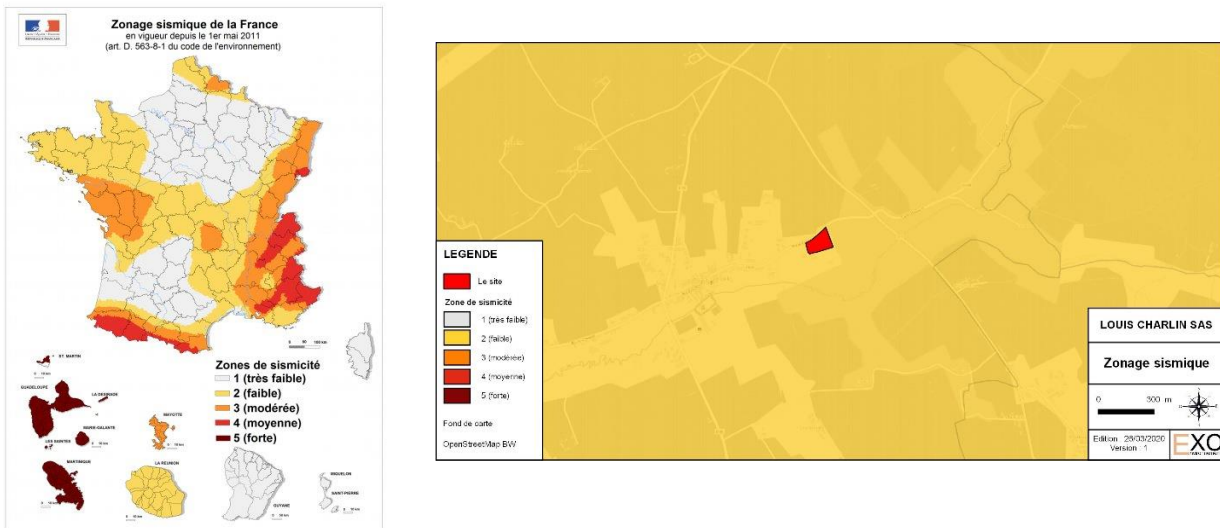 Zonage sismique de la France
en vigueur depuis le 1er mai 2011
(art. D. 563-8-1 du code de l'environnement)
ST. MARTIN
GUADELOUPE
LA DESIRADE
MARIE-GALANTE
LES SAINTES
MARTINIQUE
MAYOTTE
LA RÉUNION
GUYANE
MIQUELON
SAINT-PIERRE
Zones de sismicité
1 (très faible)
2 (faible)
3 (modérée)
4 (moyenne)
5 (forte)
LEGENDE
Le site
Zone de sismicité
1 (très faible)
2 (faible)
3 (modérée)
4 (moyenne)
5 (forte)
Fond de carte
OpenStreetMap BW
LOUIS CHARLIN SAS
Zonage sismique
0 300 m
Edition : 26/03/2020
Version : 1
EXO